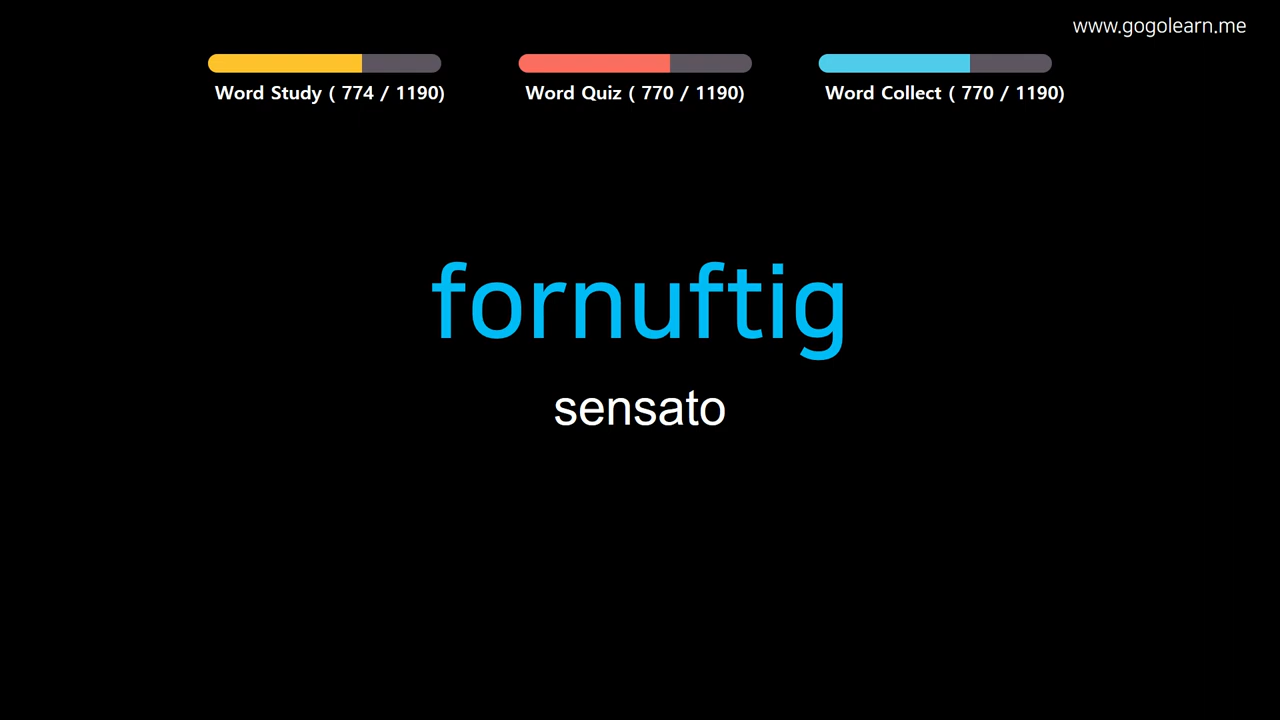 www.gogolearn.me
Word Study ( 774 / 1190)
Word Quiz ( 770 / 1190)
Word Collect ( 770 / 1190)
fornuftig
sensato